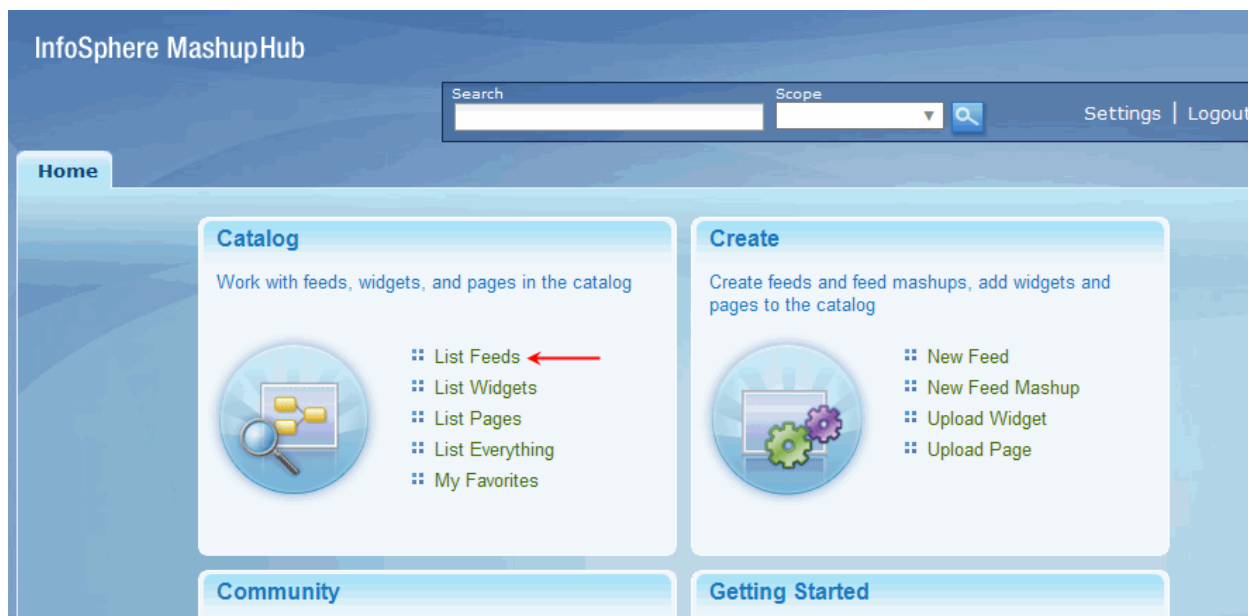 InfoSphere MashupHub
Search
Scope
Settings | Logout
Home
Catalog
Work with feeds, widgets, and pages in the catalog
List Feeds
List Widgets
List Pages
List Everything
My Favorites
Create
Create feeds and feed mashups, add widgets and
pages to the catalog
New Feed
New Feed Mashup
Upload Widget
Upload Page
Community
Getting Started